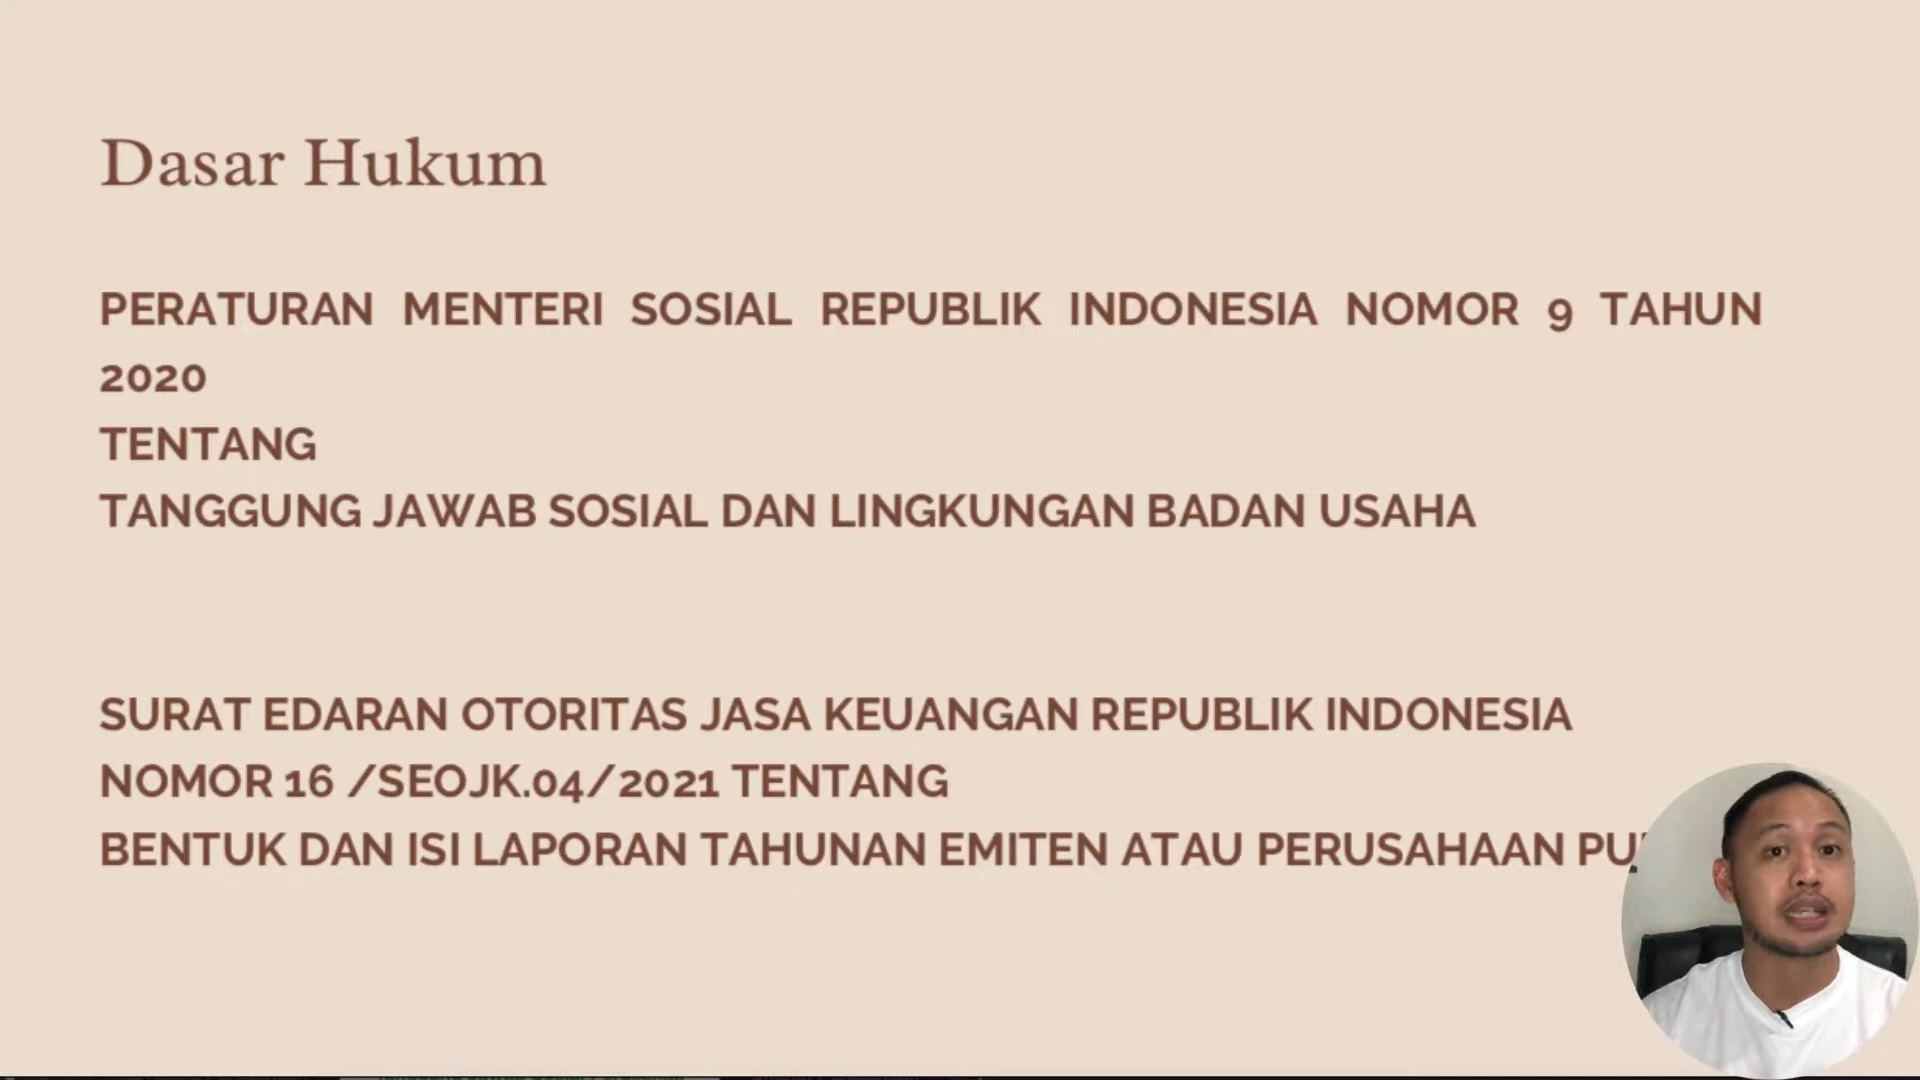 Dasar Hukum
PERATURAN MENTERI SOSIAL REPUBLIK INDONESIA NOMOR 9 TAHUN
2020
TENTANG
TANGGUNG JAWAB SOSIAL DAN LINGKUNGAN BADAN USAHA
SURAT EDARAN OTORITAS JASA KEUANGAN REPUBLIK INDONESIA
NOMOR 16 /SEOJK.04/2021 TENTANG
BENTUK DAN ISI LAPORAN TAHUNAN EMITEN ATAU PERUSAHAAN